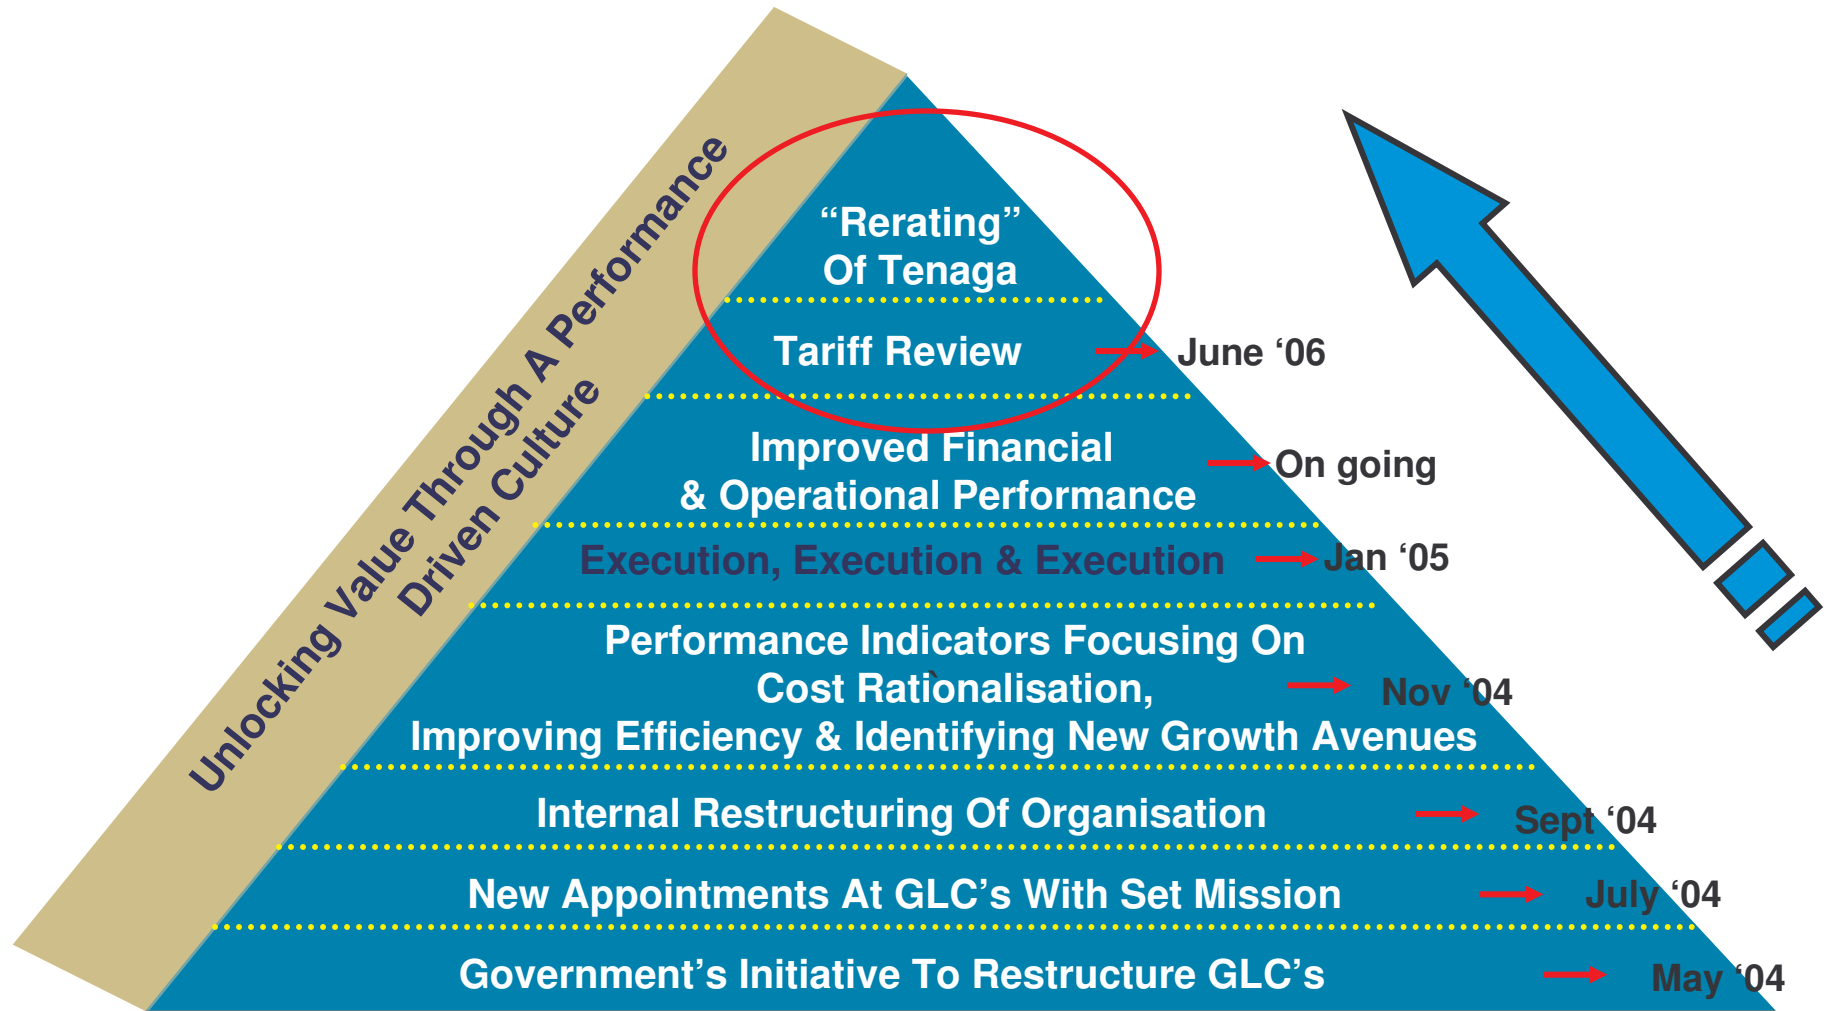 Unlocking Value Through A Performance
Driven Culture
“Rerating”
Of Tenaga
Tariff Review
June ‘06
Improved Financial
& Operational Performance
On going
Execution, Execution & Execution
Jan ‘05
Performance Indicators Focusing On
Cost Rationalisation,
Improving Efficiency & Identifying New Growth Avenues
Nov ‘04
Internal Restructuring Of Organisation
Sept ‘04
New Appointments At GLC’s With Set Mission
July ‘04
Government’s Initiative To Restructure GLC’s
May ‘04